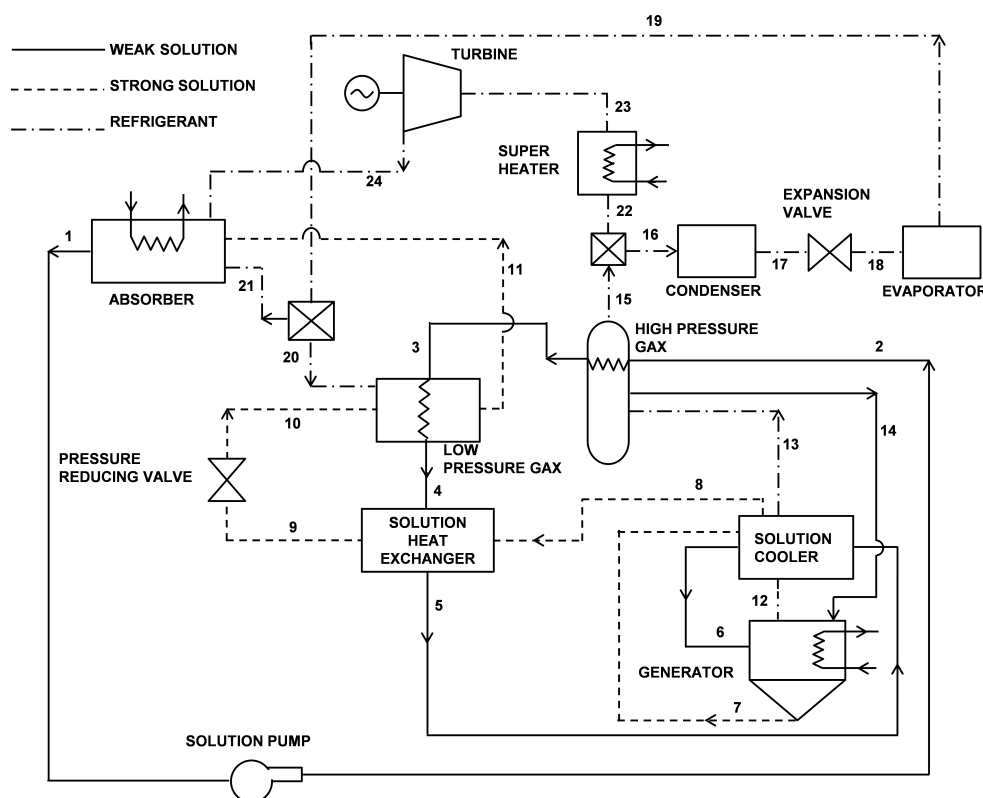 19
WEAK SOLUTION
TURBINE
STRONG SOLUTION
23
REFRIGERANT
SUPER
HEATER
24
EXPANSION
VALVE
22
1
16
11
17
18
21
ABSORBER
CONDENSER
EVAPORATOR
15
HIGH PRESSURE
GAX
3
2
20
10
13
14
LOW
PRESSURE GAX
PRESSURE
REDUCING VALVE
4
8
SOLUTION
HEAT
EXCHANGER
9
SOLUTION
COOLER
5
12
6
GENERATOR
7
SOLUTION PUMP